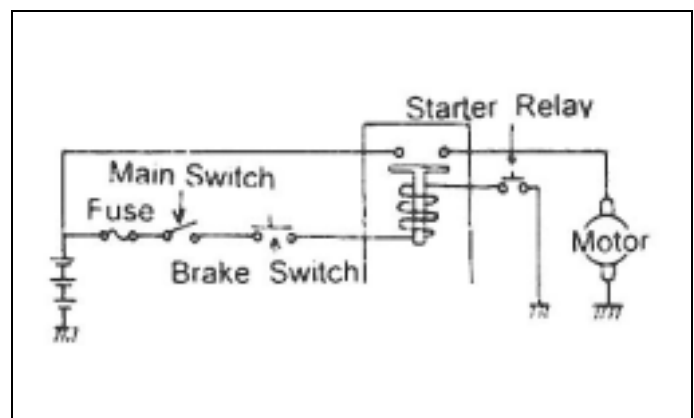 Starter Relay
Main Switch
Fuse
Motor
Brake Switch